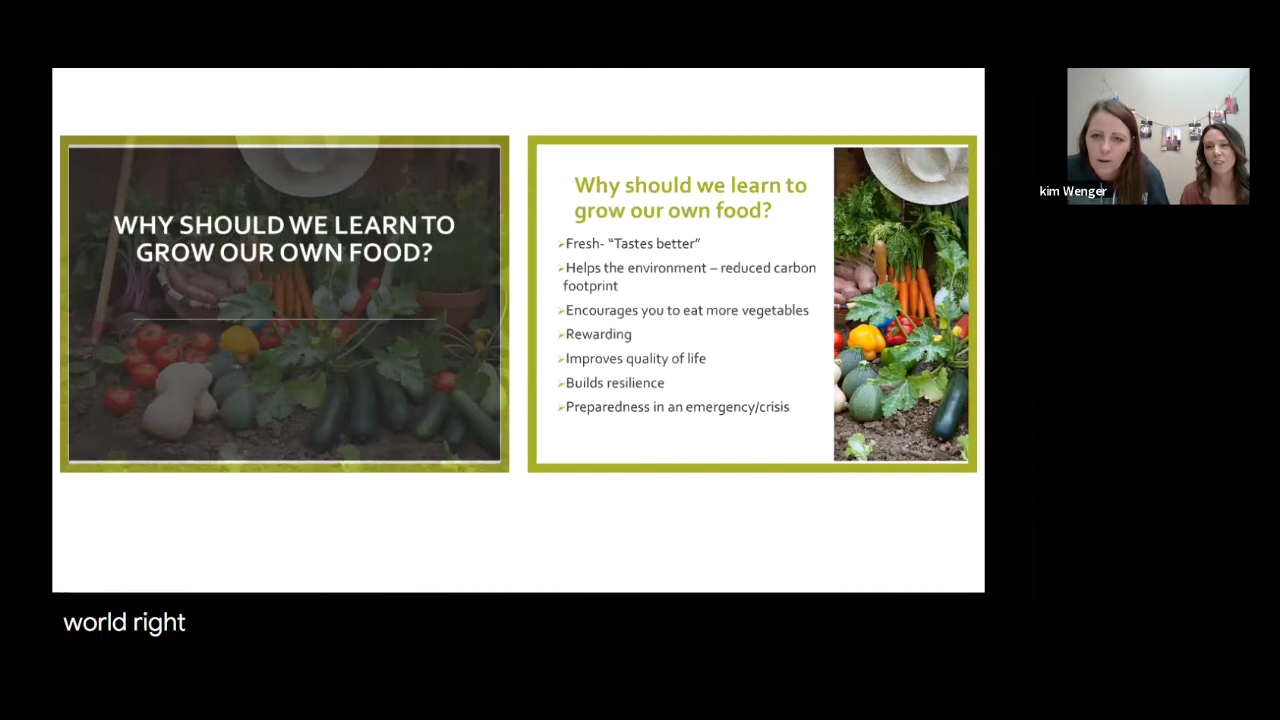 WHY SHOULD WE LEARN TO
GROW OUR OWN FOOD?
Why should we learn to
grow our own food?
➢Fresh- “Tastes better”
➢Helps the environment – reduced carbon
footprint
➢Encourages you to eat more vegetables
➢Rewarding
➢Improves quality of life
➢Builds resilience
➢Preparedness in an emergency/crisis
kim Wenger
world right